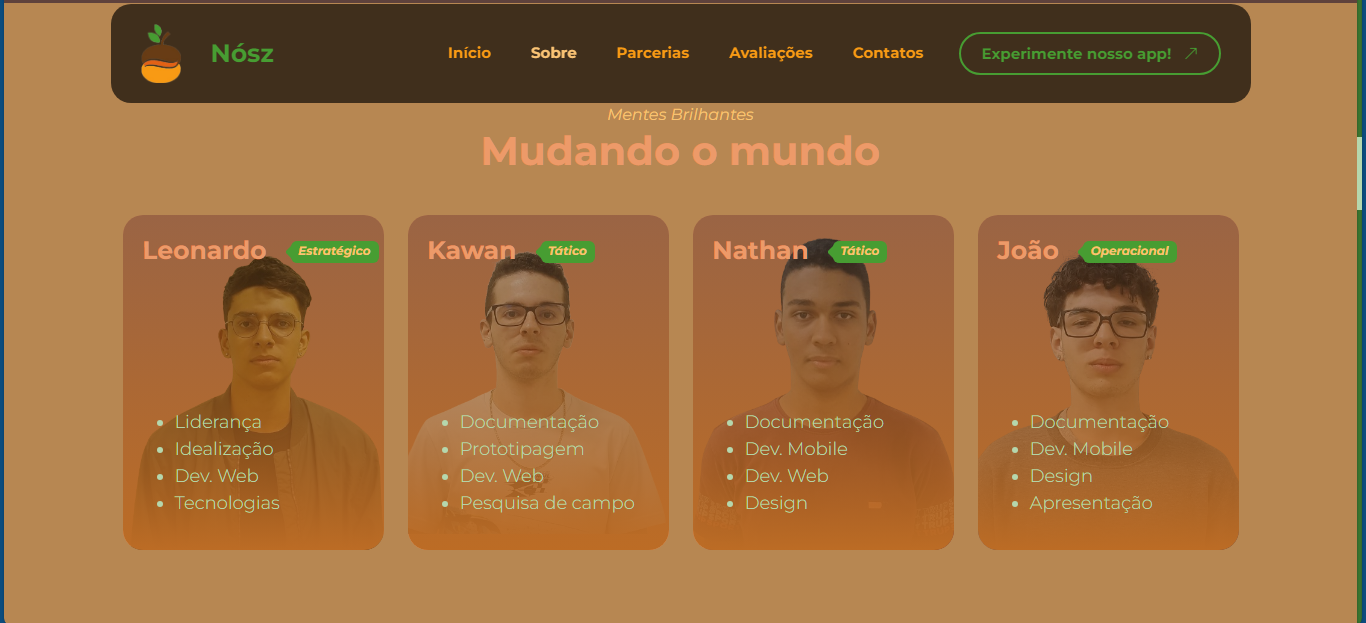 Nósz
Início
Sobre
Parcerias
Avaliações
Contatos
Experimente nosso app!
Mentes Brilhantes
Mudando o mundo
Leonardo
Estratégico
Liderança
Idealização
Dev. Web
Tecnologias
Kawan
Tático
Documentação
Prototipagem
Dev. Web
Pesquisa de campo
Nathan
Tático
Documentação
Dev. Mobile
Dev. Web
Design
João
Operacional
Documentação
Dev. Mobile
Design
Apresentação